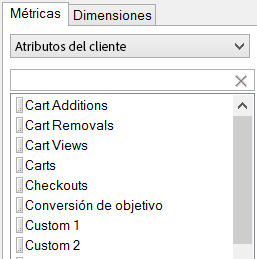 Métricas Dimensiones
Atributos del cliente
Cart Additions
Cart Removals
Cart Views
Carts
Checkouts
Conversión de objetivo
Custom 1
Custom 2